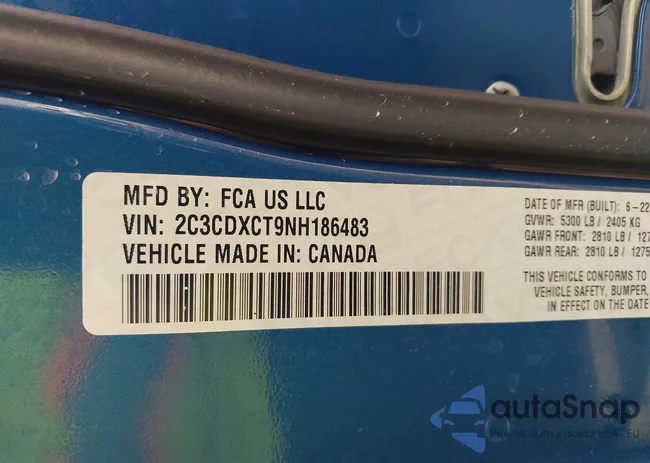 MFD BY: FCA US LLC
VIN: 2C3CDXCT9NH186483
VEHICLE MADE IN: CANADA
DATE OF MFR (BUILT): 6-22
GVWR: 5300 LB / 2405 KG
GAWR FRONT: 2810 LB / 127
GAWR REAR: 2810 LB / 1275
THIS VEHICLE CONFORMS TO
VEHICLE SAFETY, BUMPER,
IN EFFECT ON THE DATE
autoSnap